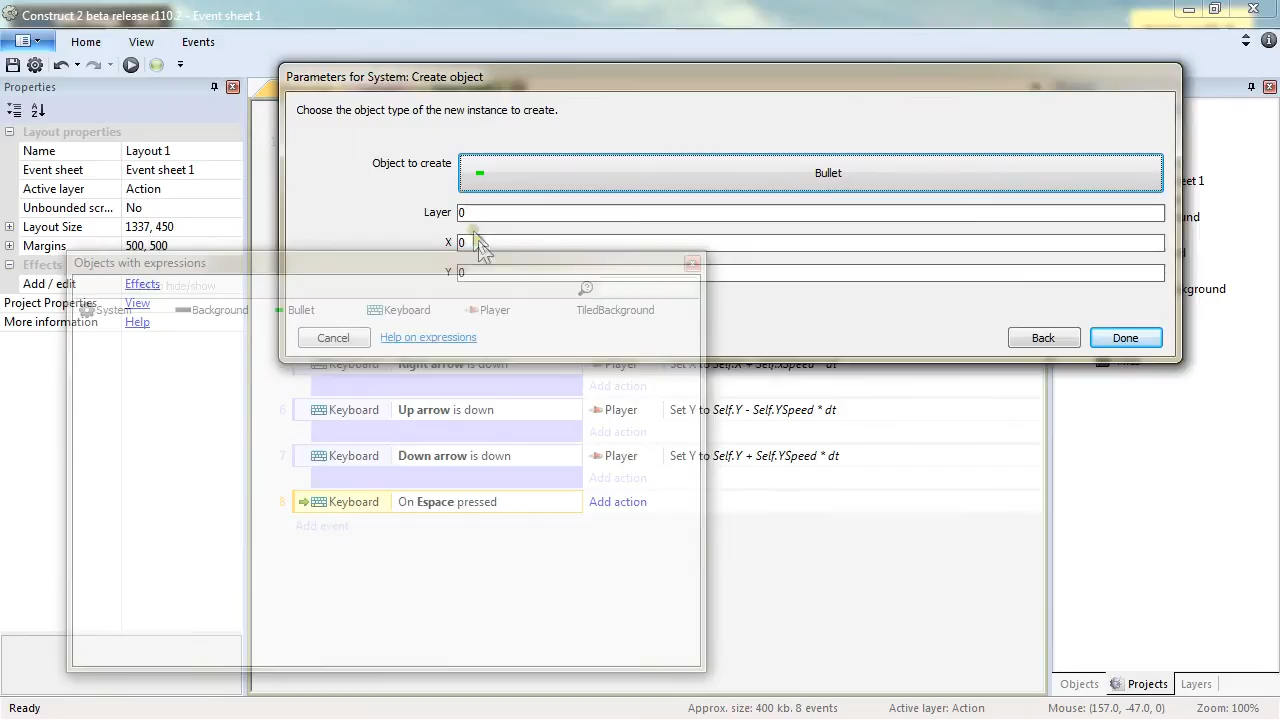 Construct 2 beta release r110.2 - Event sheet 1
Home View Events
Properties
Layout properties
Name Layout 1
Event sheet Event sheet 1
Active layer Action
Unbounded scr... No
Layout Size 1337, 450
Margins 500, 500
Effects
Add / edit Effects
Project Properties View
More information Help
Parameters for System: Create object
Choose the object type of the new instance to create.
Object to create Bullet
Layer 0
X 0
Y 0
Cancel Help on expressions Back Done
Objects with expressions
hide/show
System Background Bullet Keyboard Player TiledBackground
Keyboard Right arrow is down Player Set X to Self.X + Self.XSpeed * dt
Add action
6 Keyboard Up arrow is down Player Set Y to Self.Y - Self.YSpeed * dt
Add action
7 Keyboard Down arrow is down Player Set Y to Self.Y + Self.YSpeed * dt
Add action
8 Keyboard On Espace pressed Add action
Add event
Objects Projects Layers
Ready Approx. size: 400 kb. 8 events Active layer: Action Mouse: (157.0, -47.0, 0) Zoom: 100%